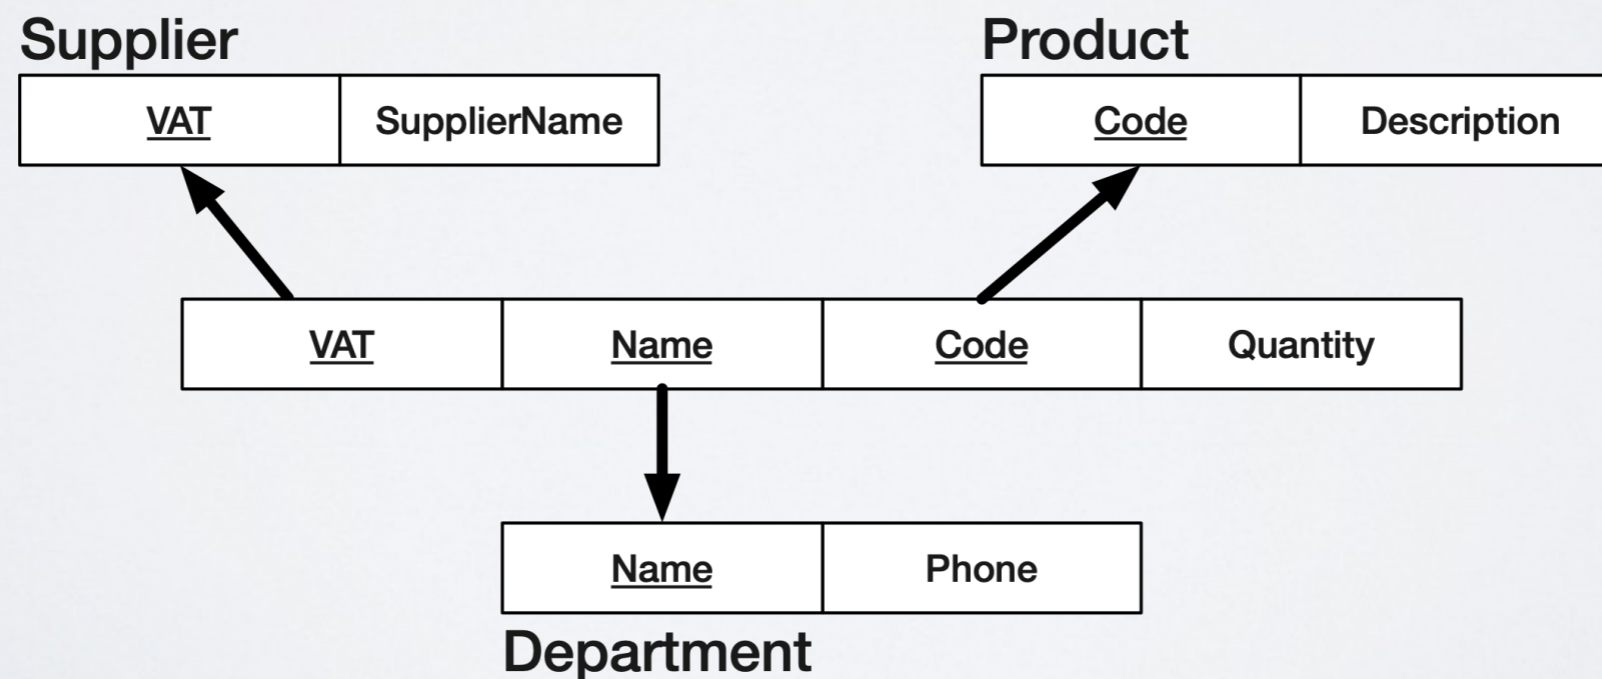 Supplier Product
VAT SupplierName Code Description
VAT Name Code Quantity
Name Phone
Department